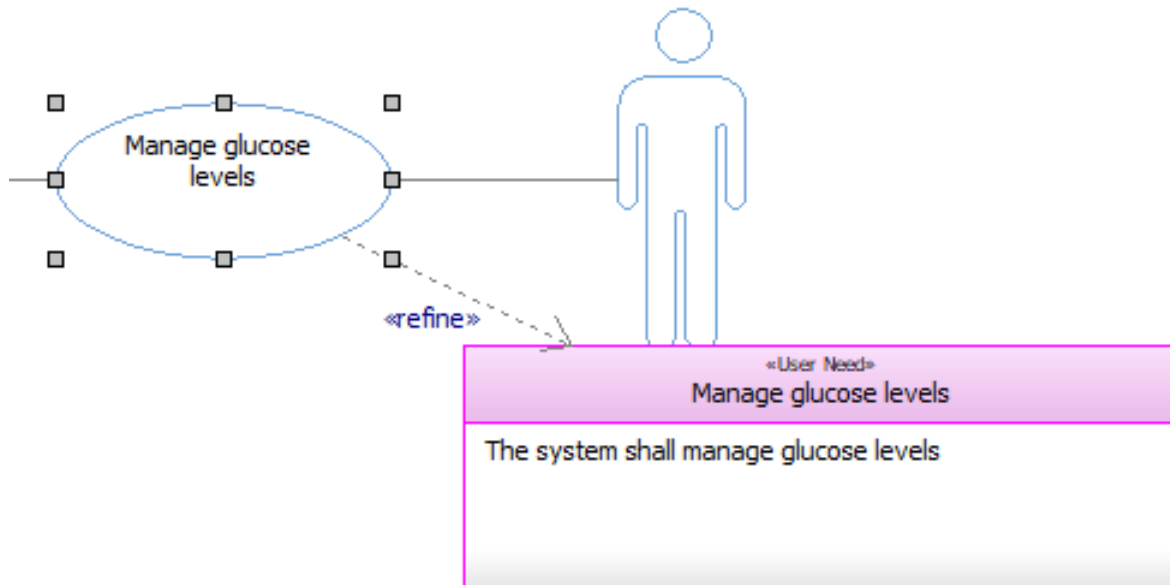 Manage glucose
levels
«refine»
«User Need»
Manage glucose levels
The system shall manage glucose levels